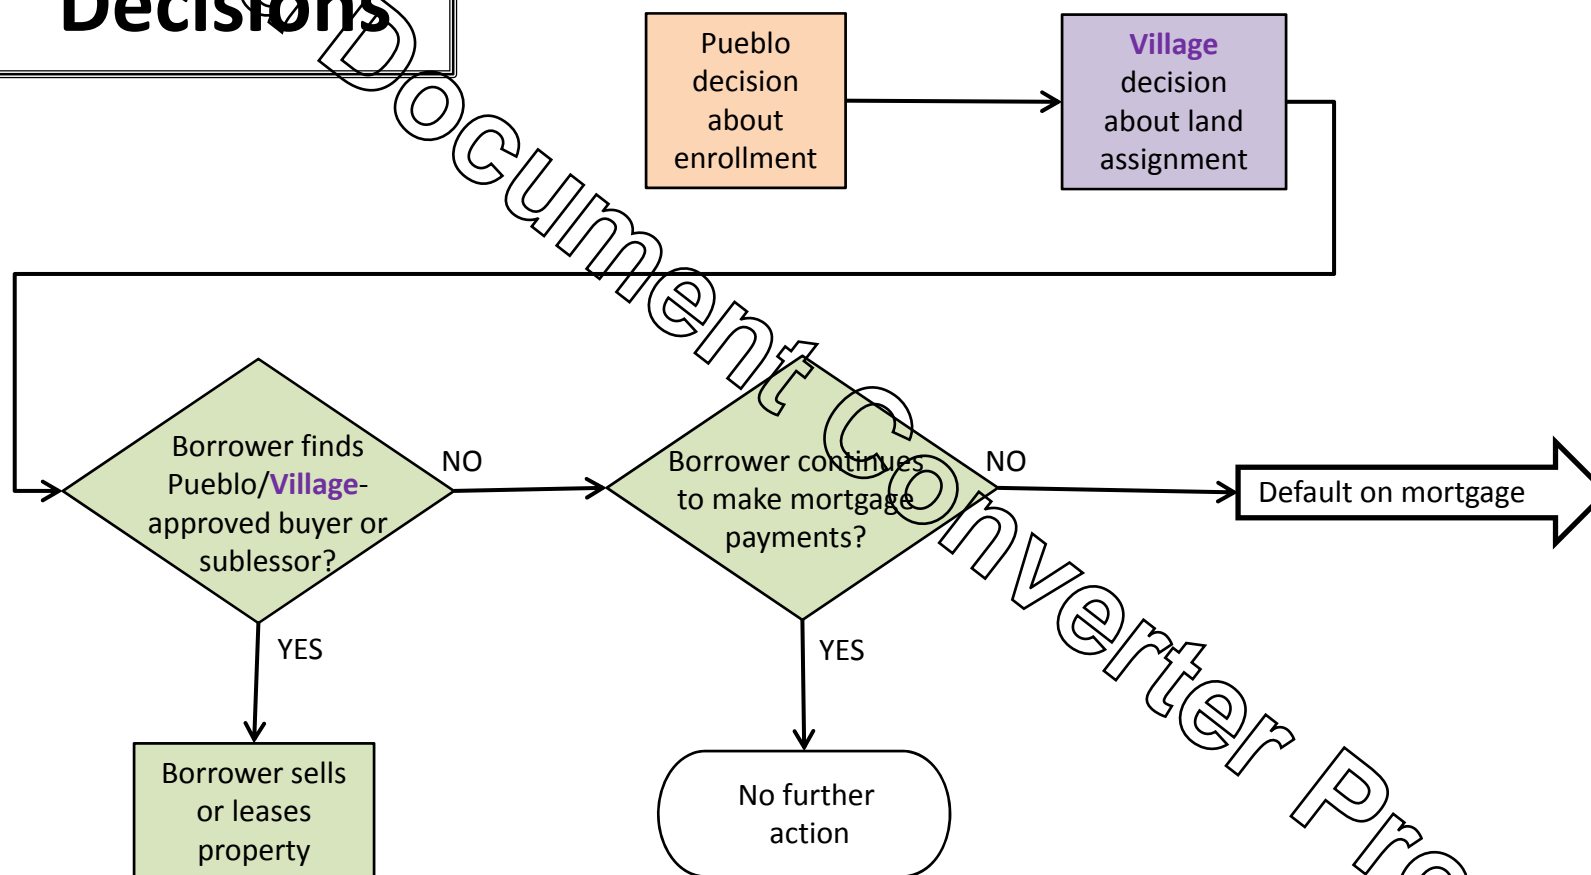 Decisions
Pueblo
decision
about
enrollment
Village
decision
about land
assignment
Borrower finds
Pueblo/Village-
approved buyer or
sublessor?
NO
Borrower continues
to make mortgage
payments?
NO
Default on mortgage
YES
YES
Borrower sells
or leases
property
No further
action
Document Converter Pro